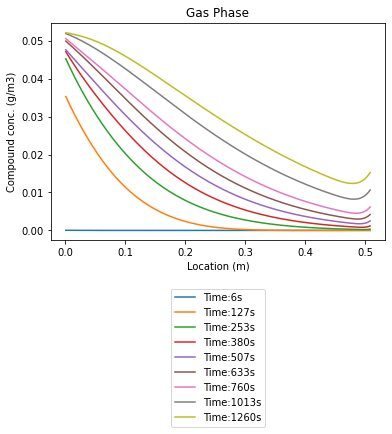 Gas Phase
Compound conc. (g/m3)
0.05
0.04
0.03
0.02
0.01
0.00
0.0 0.1 0.2 0.3 0.4 0.5
Location (m)
Time:6s
Time:127s
Time:253s
Time:380s
Time:507s
Time:633s
Time:760s
Time:1013s
Time:1260s